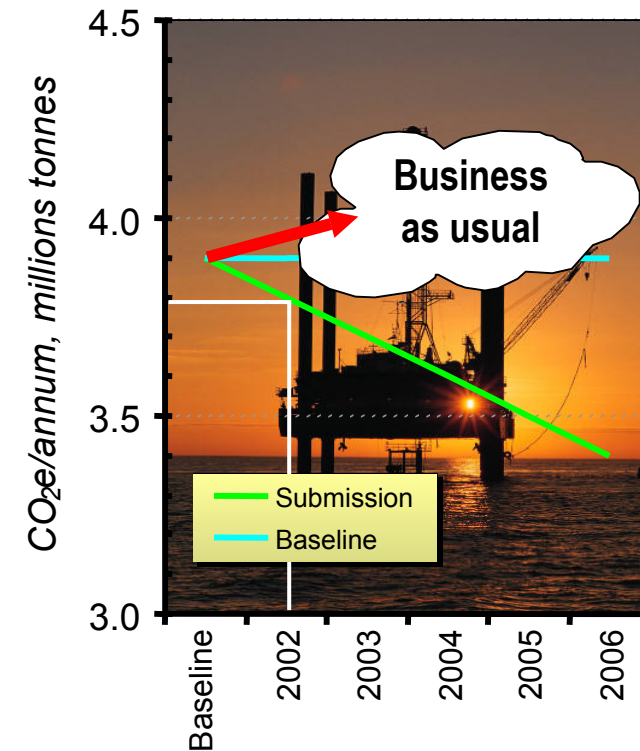 4.5
Business
as usual
4.0
3.5
3.0
CO2e/annum, millions tonnes
Submission
Baseline
Baseline
2002
2003
2004
2005
2006